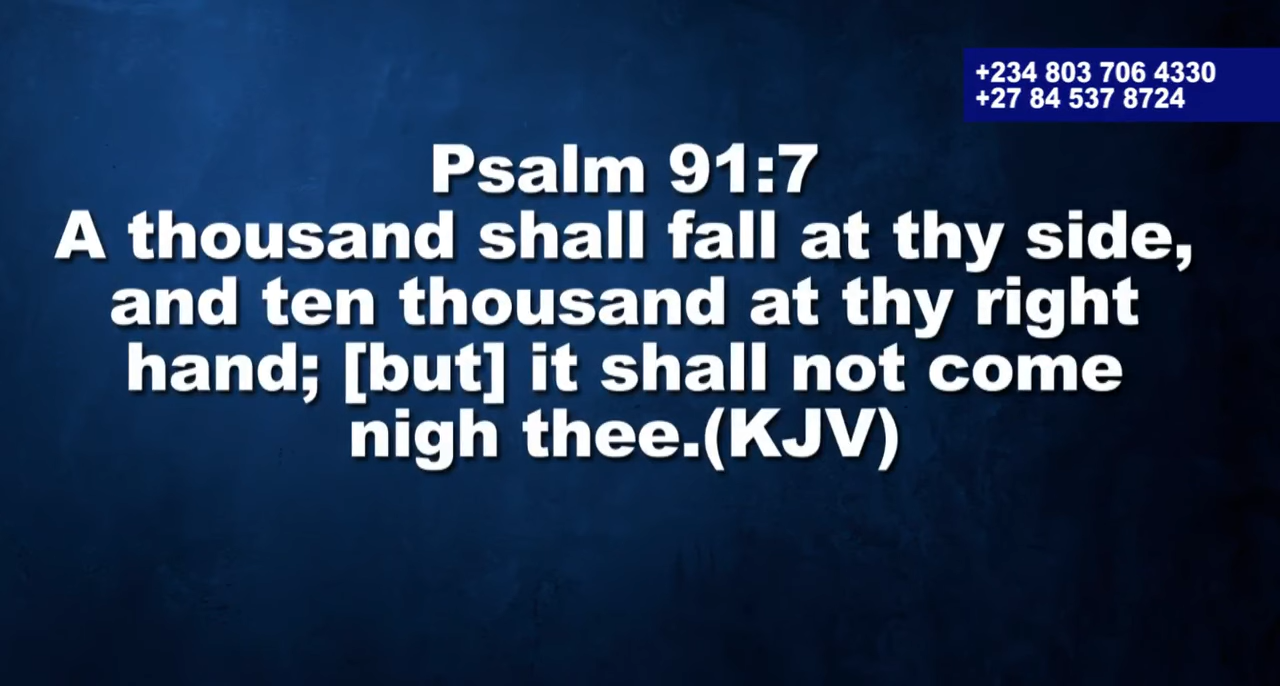 +234 803 706 4330
+27 84 537 8724
Psalm 91:7
A thousand shall fall at thy side,
and ten thousand at thy right
hand; [but] it shall not come
nigh thee.(KJV)